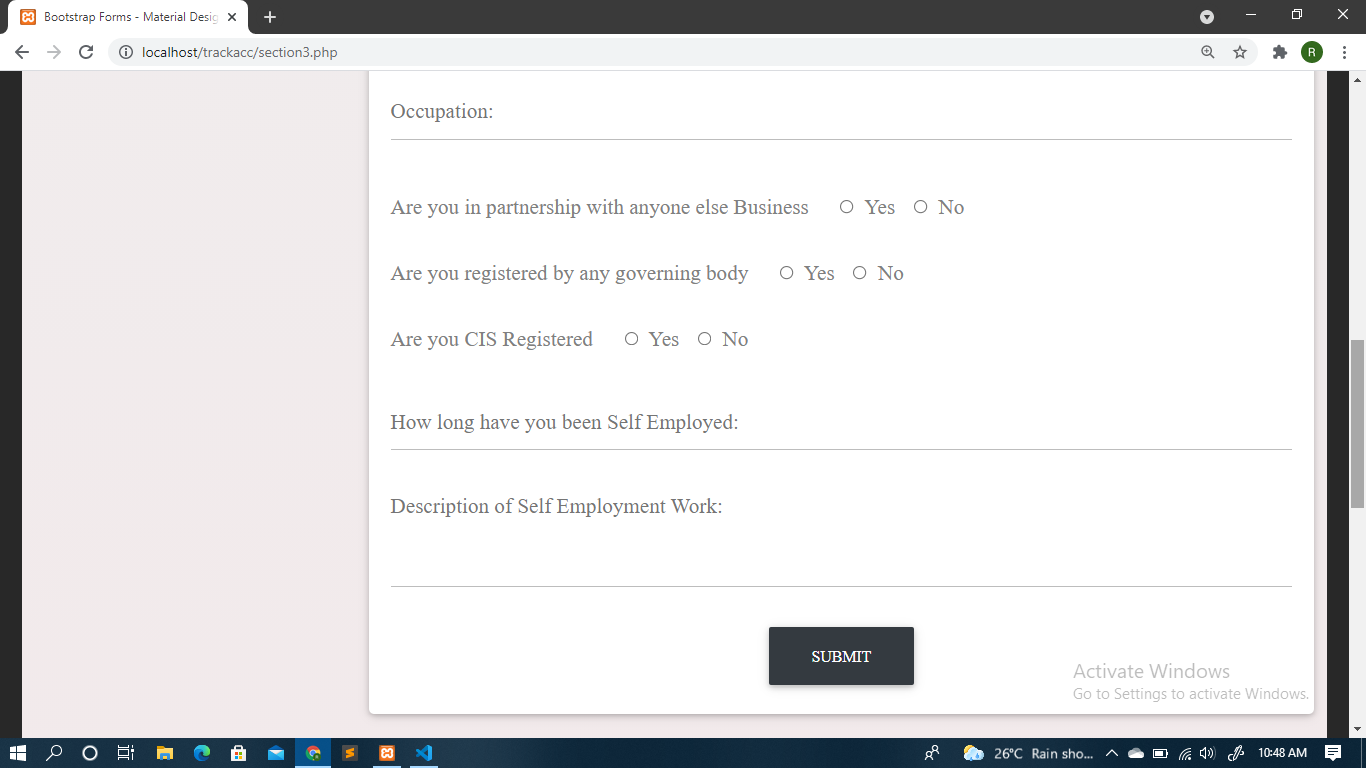 Bootstrap Forms - Material Desig
localhost/trackacc/section3.php
R
Occupation:
Are you in partnership with anyone else Business Yes No
Are you registered by any governing body Yes No
Are you CIS Registered Yes No
How long have you been Self Employed:
Description of Self Employment Work:
SUBMIT
Activate Windows
Go to Settings to activate Windows.
26°C Rain sho... 10:48 AM